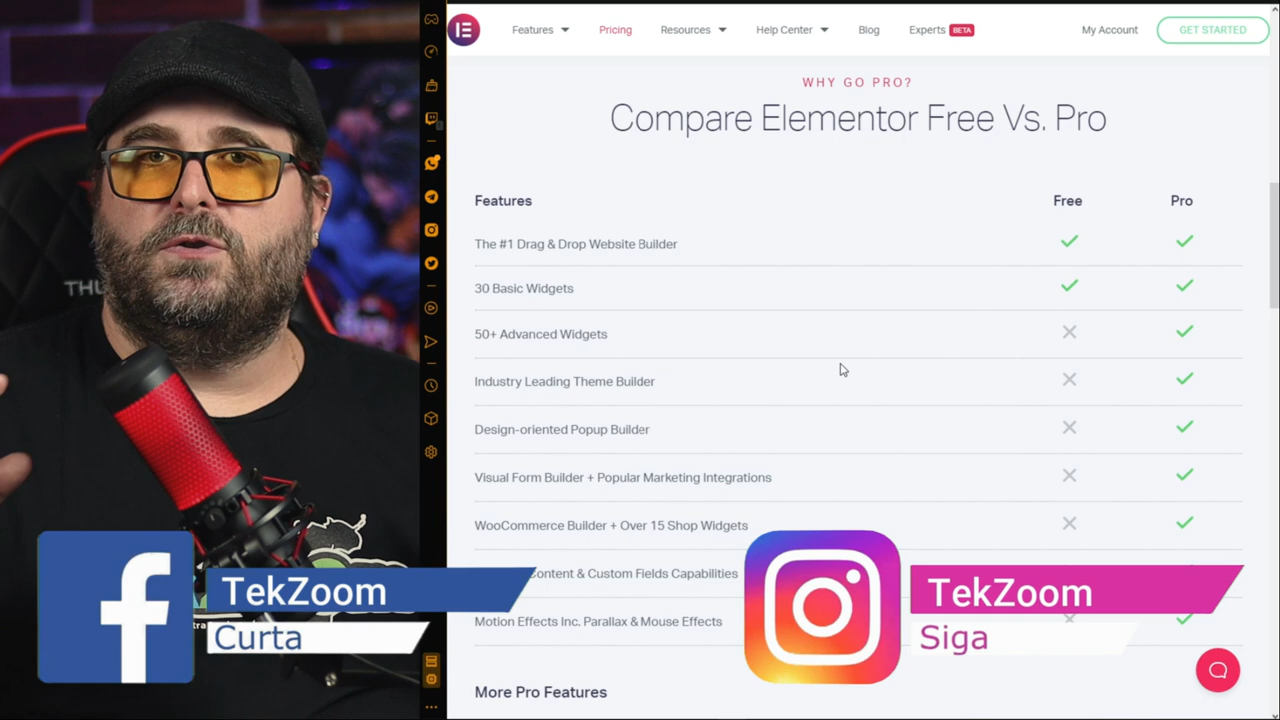 Features
Pricing
Resources
Help Center
Blog
Experts BETA
My Account
GET STARTED
WHY GO PRO?
Compare Elementor Free Vs. Pro
Features Free Pro
The #1 Drag & Drop Website Builder
30 Basic Widgets
50+ Advanced Widgets
Industry Leading Theme Builder
Design-oriented Popup Builder
Visual Form Builder + Popular Marketing Integrations
WooCommerce Builder + Over 15 Shop Widgets
Content & Custom Fields Capabilities
Motion Effects Inc. Parallax & Mouse Effects
More Pro Features
THU
f
TekZoom
Curta
TekZoom
Siga